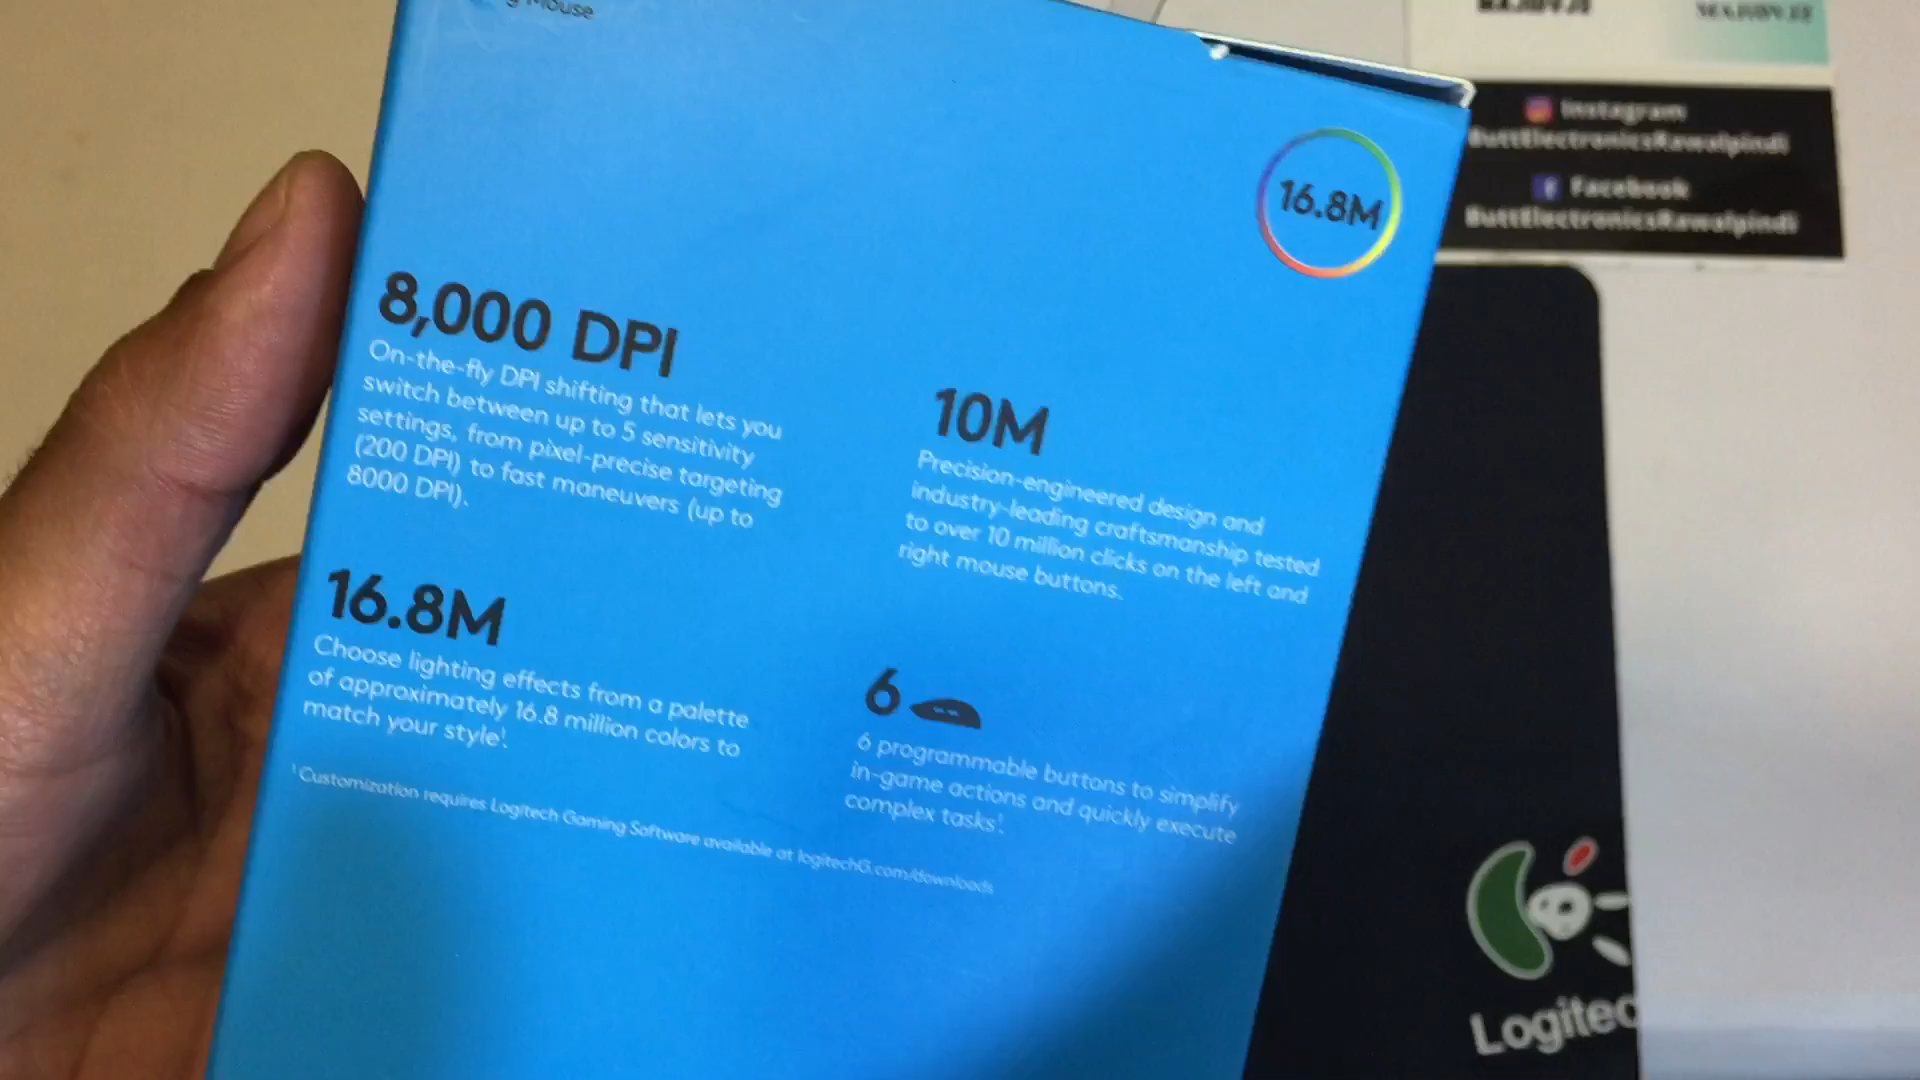 g Mouse
16.8M
8,000 DPI
On-the-fly DPI shifting that lets you
switch between up to 5 sensitivity
settings, from pixel-precise targeting
(200 DPI) to fast maneuvers (up to
8000 DPI).
10M
Precision-engineered design and
industry-leading craftsmanship tested
to over 10 million clicks on the left and
right mouse buttons.
16.8M
Choose lighting effects from a palette
of approximately 16.8 million colors to
match your style¹.
6
6 programmable buttons to simplify
in-game actions and quickly execute
complex tasks¹.
¹ Customization requires Logitech Gaming Software available at logitechG.com/downloads
Instagram
ButtElectronicsRawalpindi
Facebook
ButtElectronicsRawalpindi
Logitec